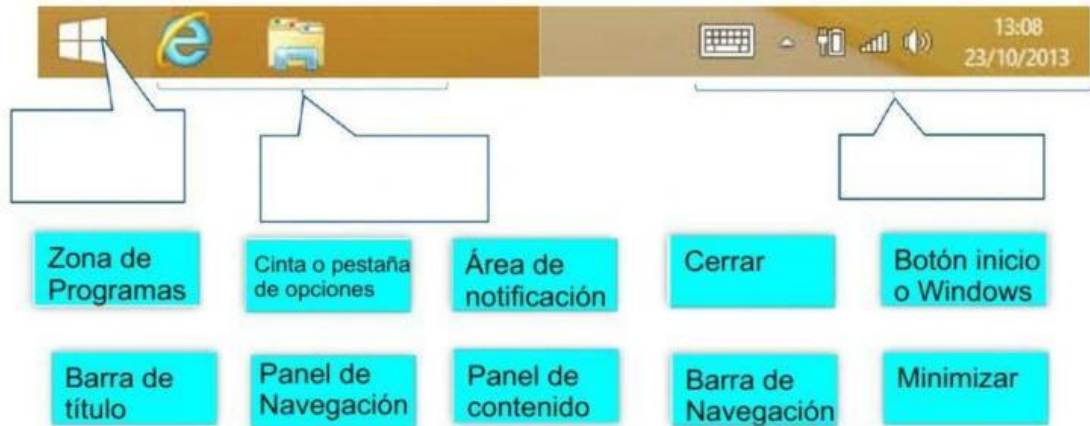 13:08
23/10/2013
Zona de
Programas
Cinta o pestaña
de opciones
Área de
notificación
Cerrar
Botón inicio
o Windows
Barra de
título
Panel de
Navegación
Panel de
contenido
Barra de
Navegación
Minimizar